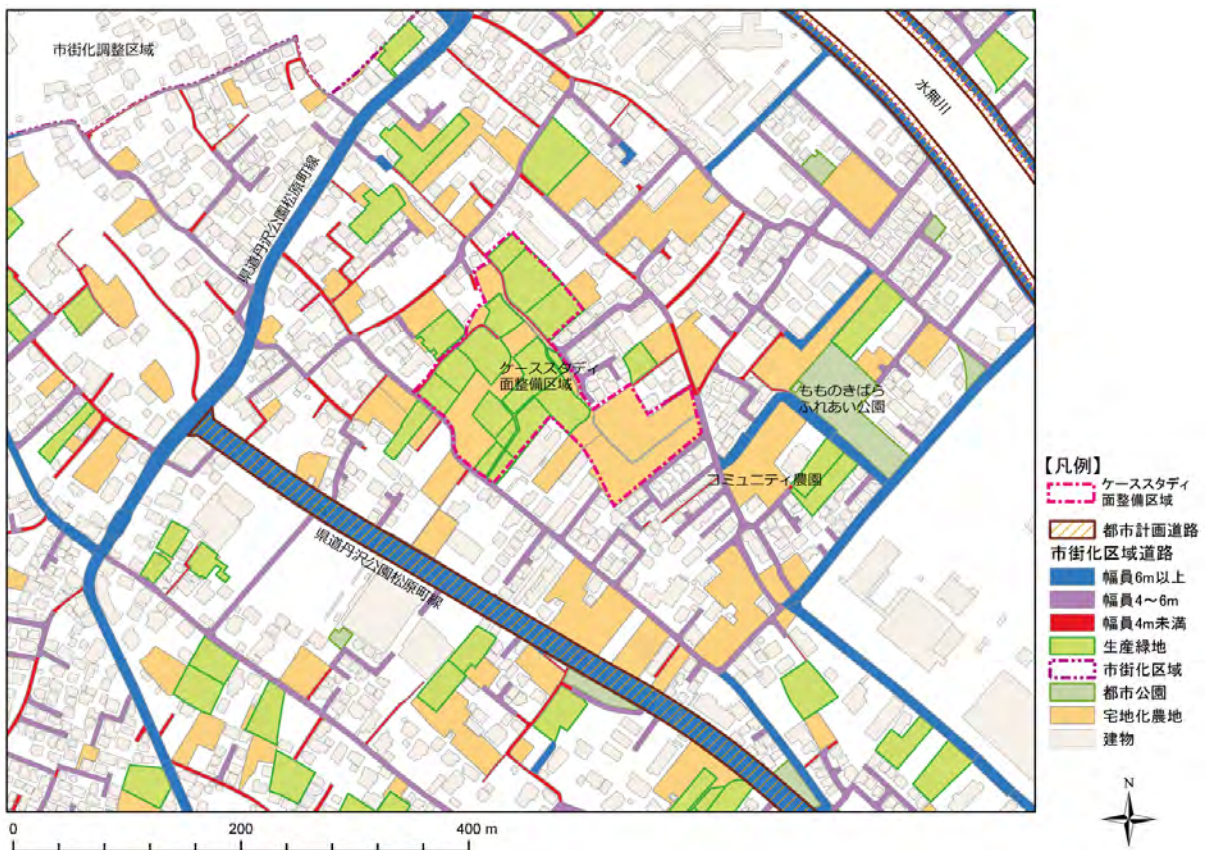 市街化調整区域
水無川
県道丹沢公園松原町線
ケーススタディ
面整備区域
もものきばら
ふれあい公園
コミュニティ農園
県道丹沢公園松原町線
【凡例】
ケーススタディ
面整備区域
都市計画道路
市街化区域道路
幅員6m以上
幅員4〜6m
幅員4m未満
生産緑地
市街化区域
都市公園
宅地化農地
建物
N
0 200 400 m